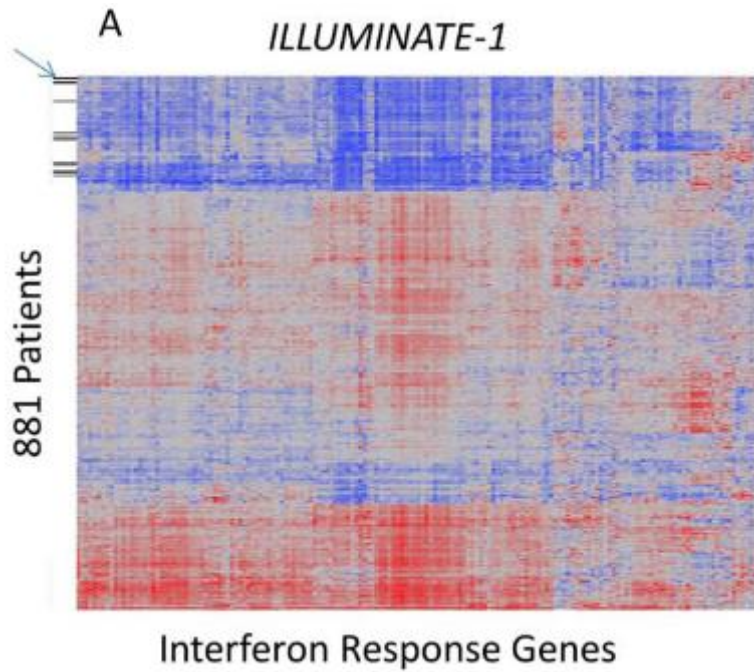 A
ILLUMINATE-1
881 Patients
Interferon Response Genes